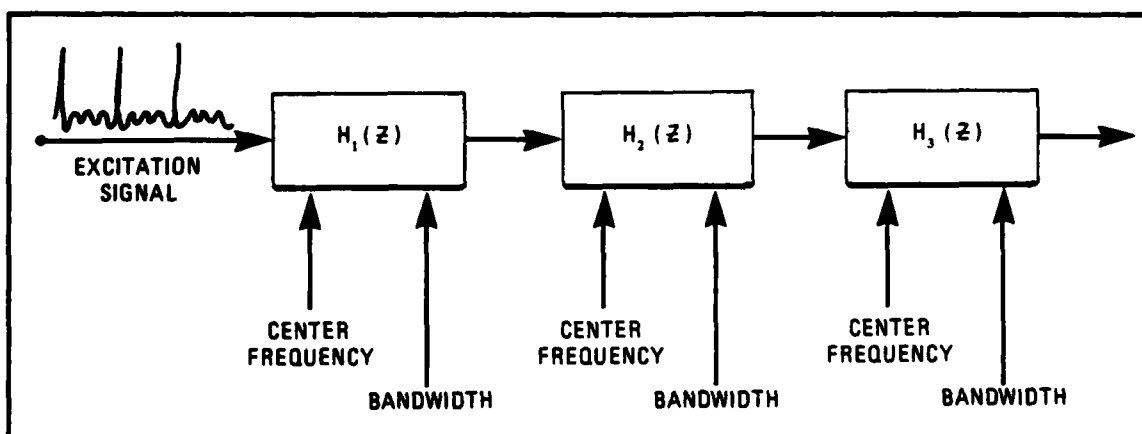 EXCITATION
SIGNAL
H₁(Z)
H₂(Z)
H₃(Z)
CENTER
FREQUENCY
BANDWIDTH
CENTER
FREQUENCY
BANDWIDTH
CENTER
FREQUENCY
BANDWIDTH